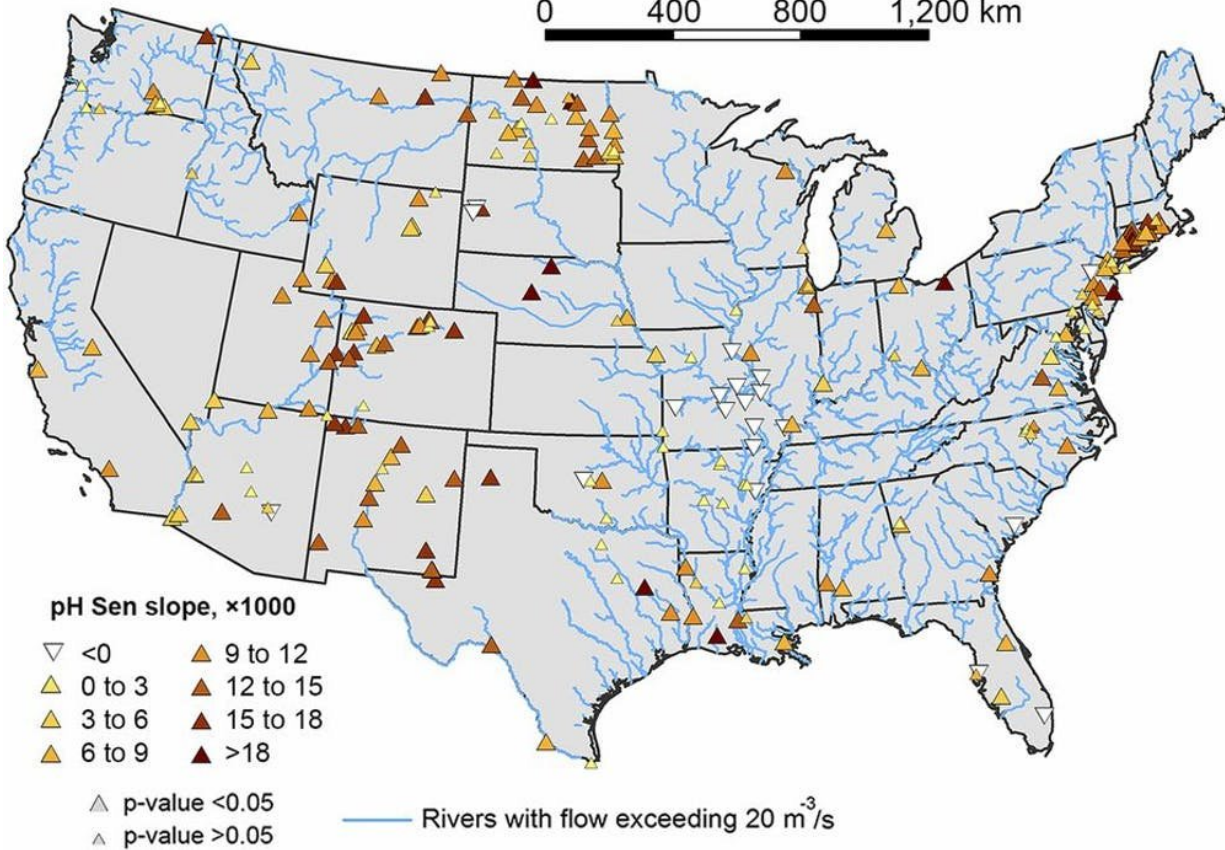 0 400 800 1,200 km
pH Sen slope, ×1000
<0 9 to 12
0 to 3 12 to 15
3 to 6 15 to 18
6 to 9 >18
p-value <0.05
p-value >0.05
Rivers with flow exceeding 20 m⁻³/s